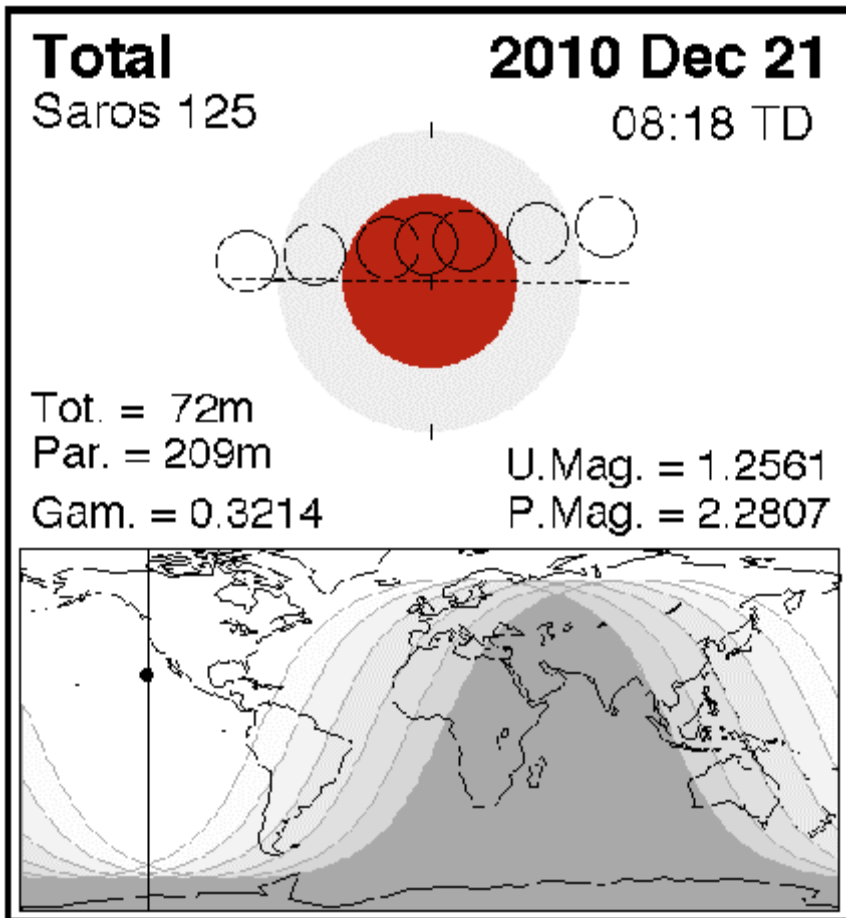 Total 2010 Dec 21
Saros 125 08:18 TD
Tot. = 72m
Par. = 209m
U.Mag. = 1.2561
Gam. = 0.3214
P.Mag. = 2.2807